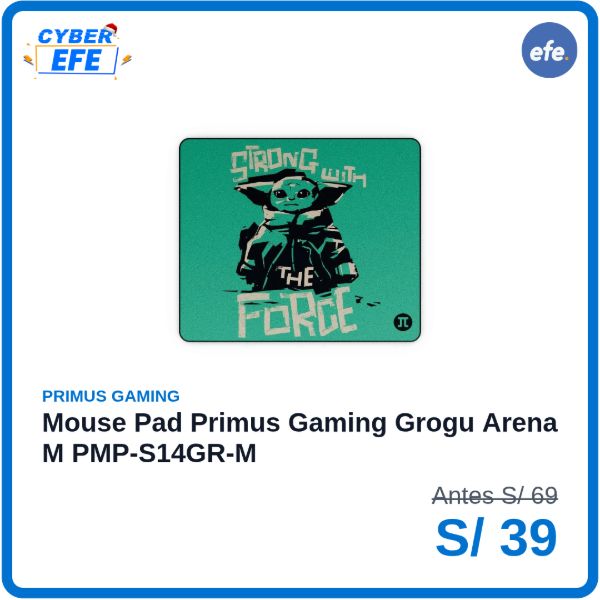 CYBER
EFE
efe.
STRONG WITH
THE
FORCE
PRIMUS GAMING
Mouse Pad Primus Gaming Grogu Arena
M PMP-S14GR-M
Antes S/ 69
S/ 39